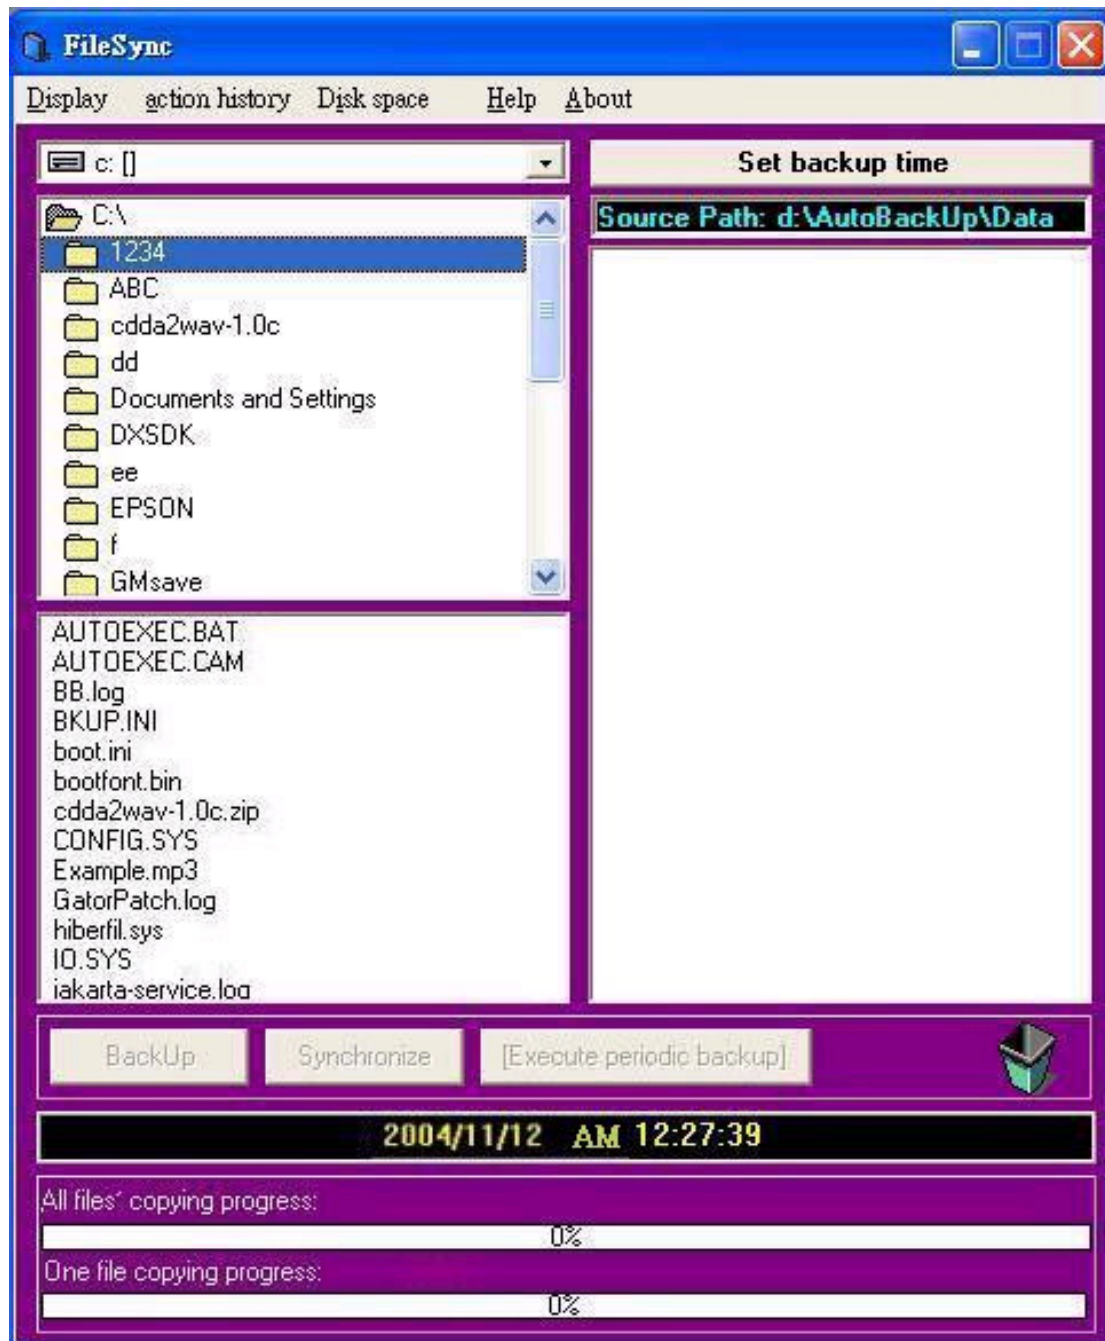 FileSync
Display action history Disk space Help About
c: []
C:\
1234
ABC
cdda2wav-1.0c
dd
Documents and Settings
DXSDK
ee
EPSON
f
GMsave
AUTOEXEC.BAT
AUTOEXEC.CAM
BB.log
BKUP.INI
boot.ini
bootfont.bin
cdda2wav-1.0c.zip
CONFIG.SYS
Example.mp3
GatorPatch.log
hiberfil.sys
IO.SYS
jakarta-service.log
Set backup time
Source Path: d:\AutoBackUp\Data
BackUp Synchronize [Execute periodic backup]
2004/11/12 AM 12:27:39
All files' copying progress:
0%
One file copying progress:
0%